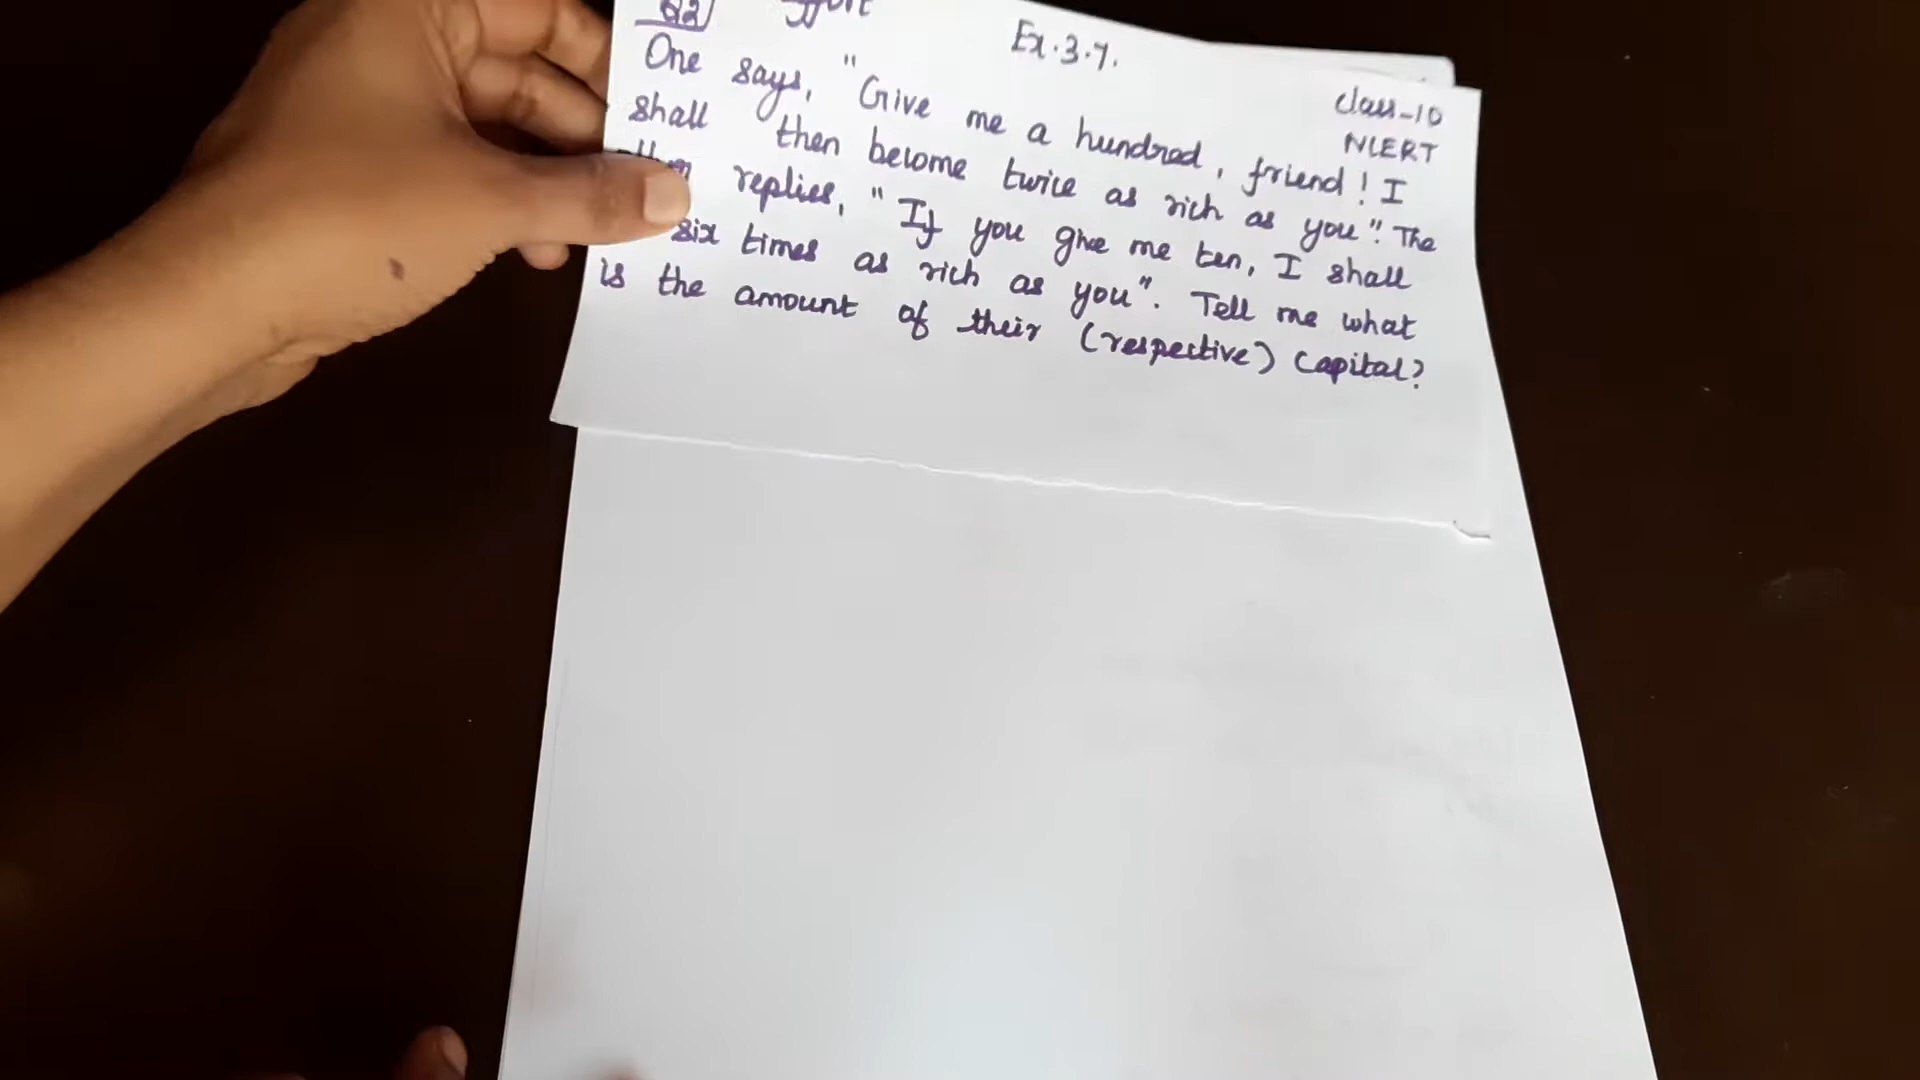 Q2
Ex.3.7.
Class-10
NCERT
One says, "Give me a hundred, friend! I
shall then become twice as rich as you". The
replies, "If you give me ten, I shall
six times as rich as you". Tell me what
is the amount of their (respective) capital?